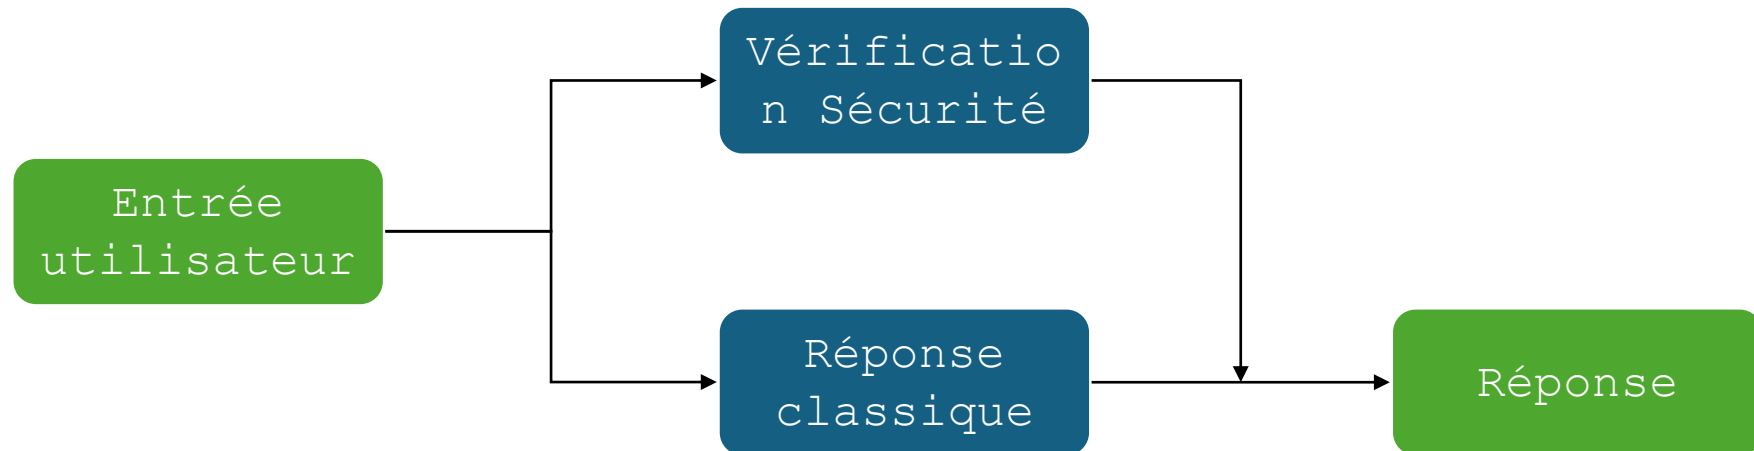 Vérificatio
n Sécurité
Entrée
utilisateur
Réponse
classique
Réponse